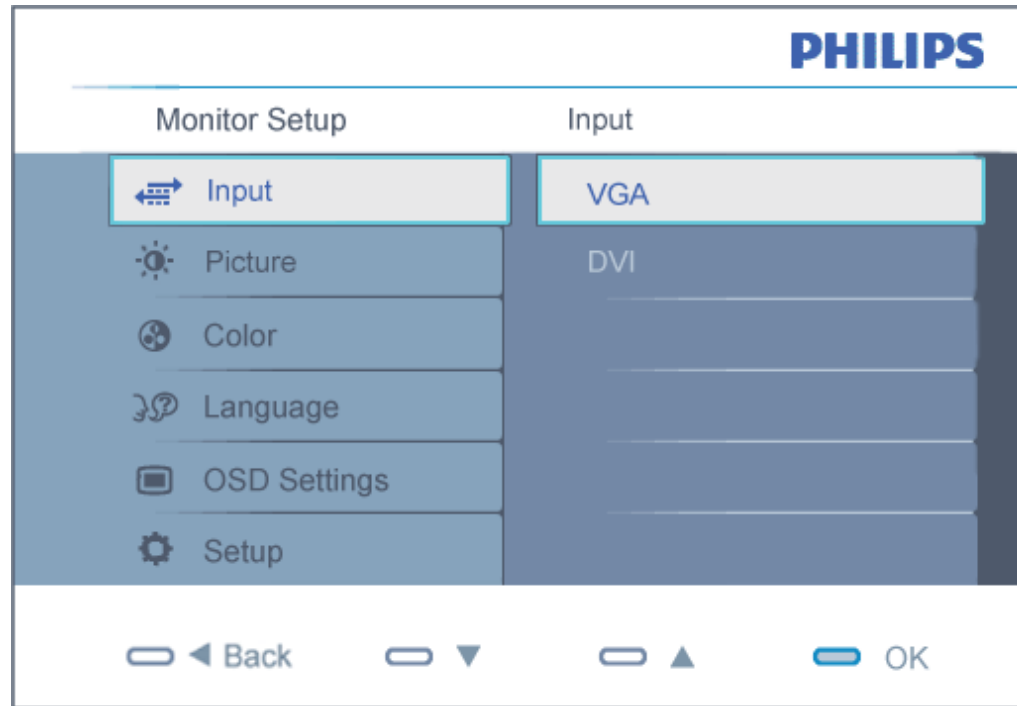 PHILIPS
Monitor Setup Input
Input VGA
Picture DVI
Color
Language
OSD Settings
Setup
Back OK